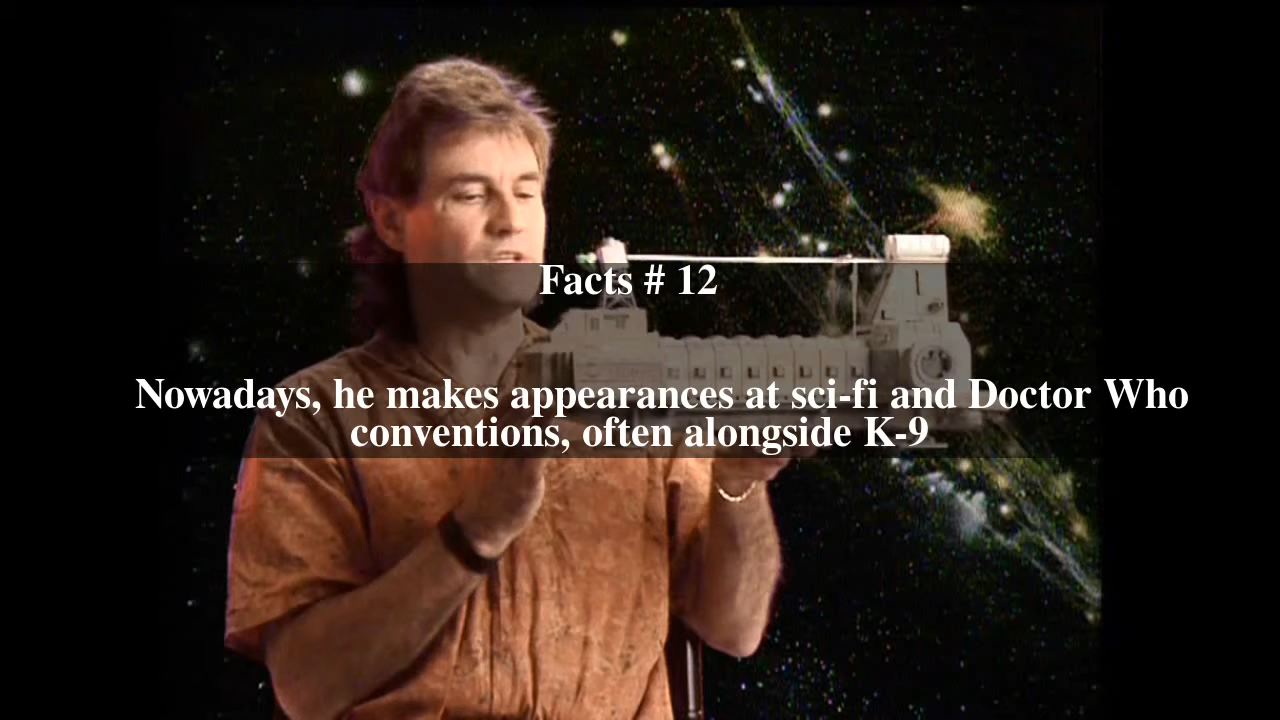 Facts # 12
Nowadays, he makes appearances at sci-fi and Doctor Who
conventions, often alongside K-9